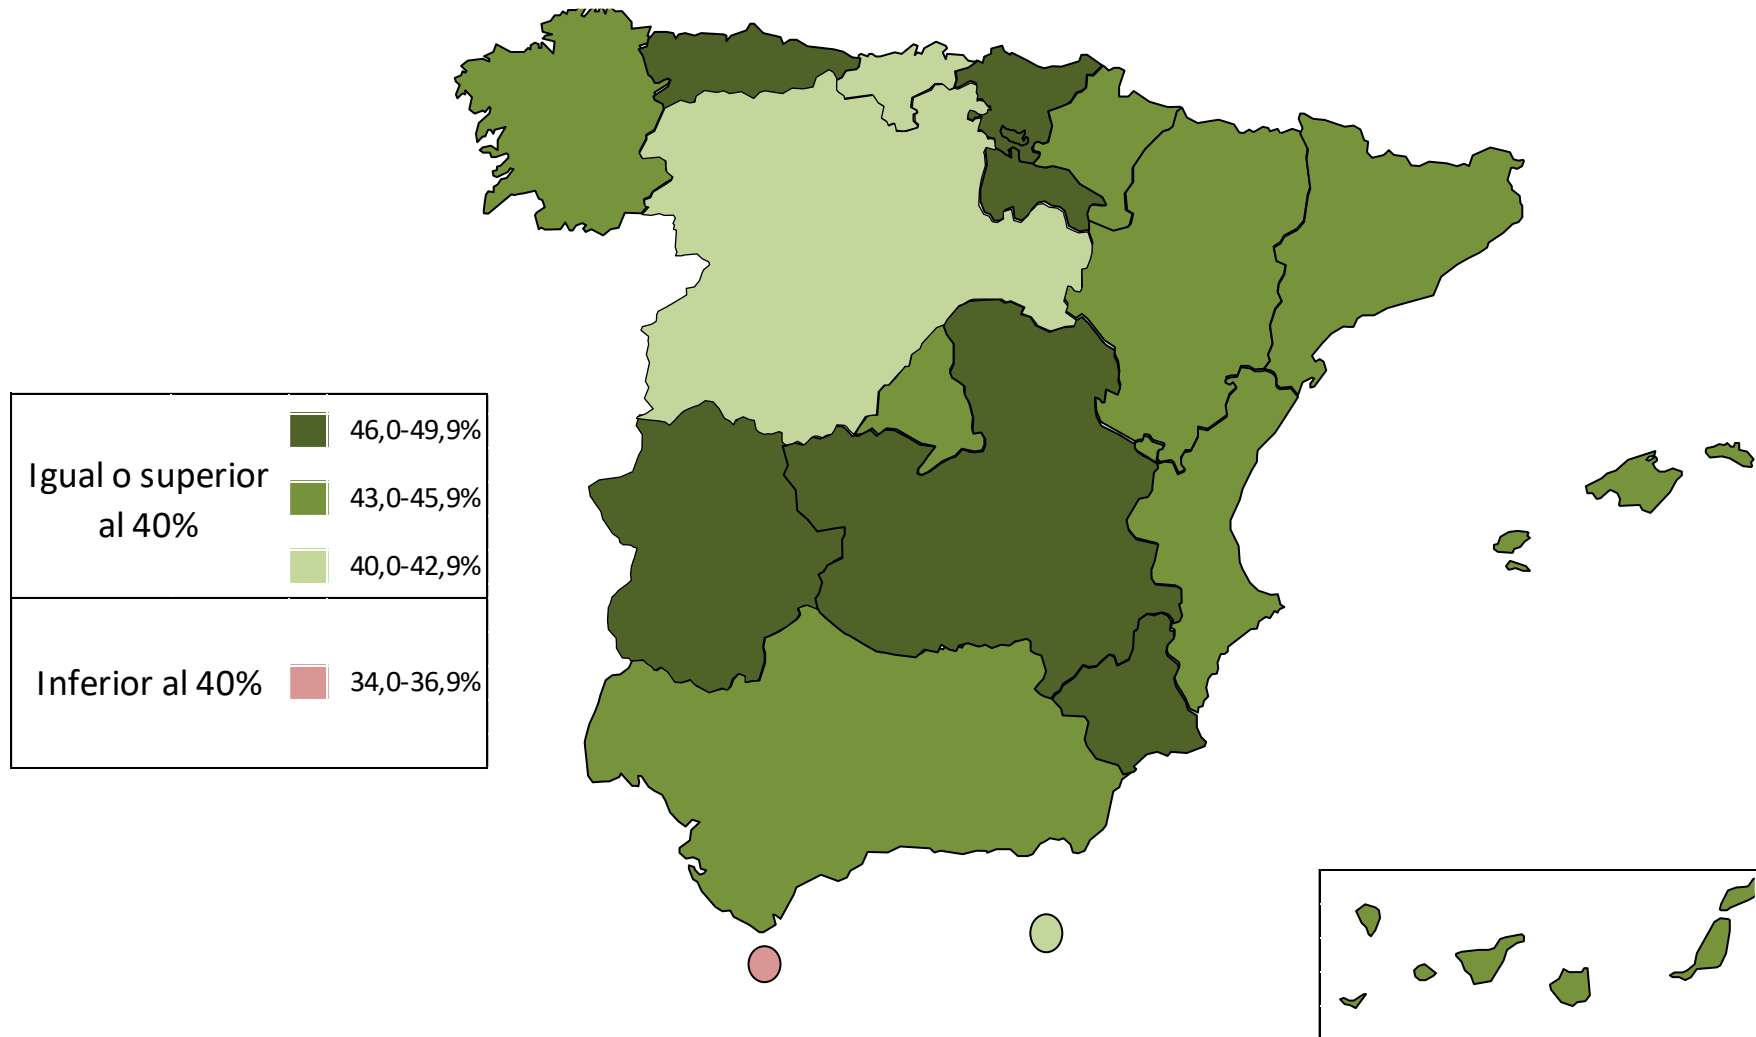 Igual o superior
al 40%
46,0-49,9%
43,0-45,9%
40,0-42,9%
Inferior al 40%
34,0-36,9%